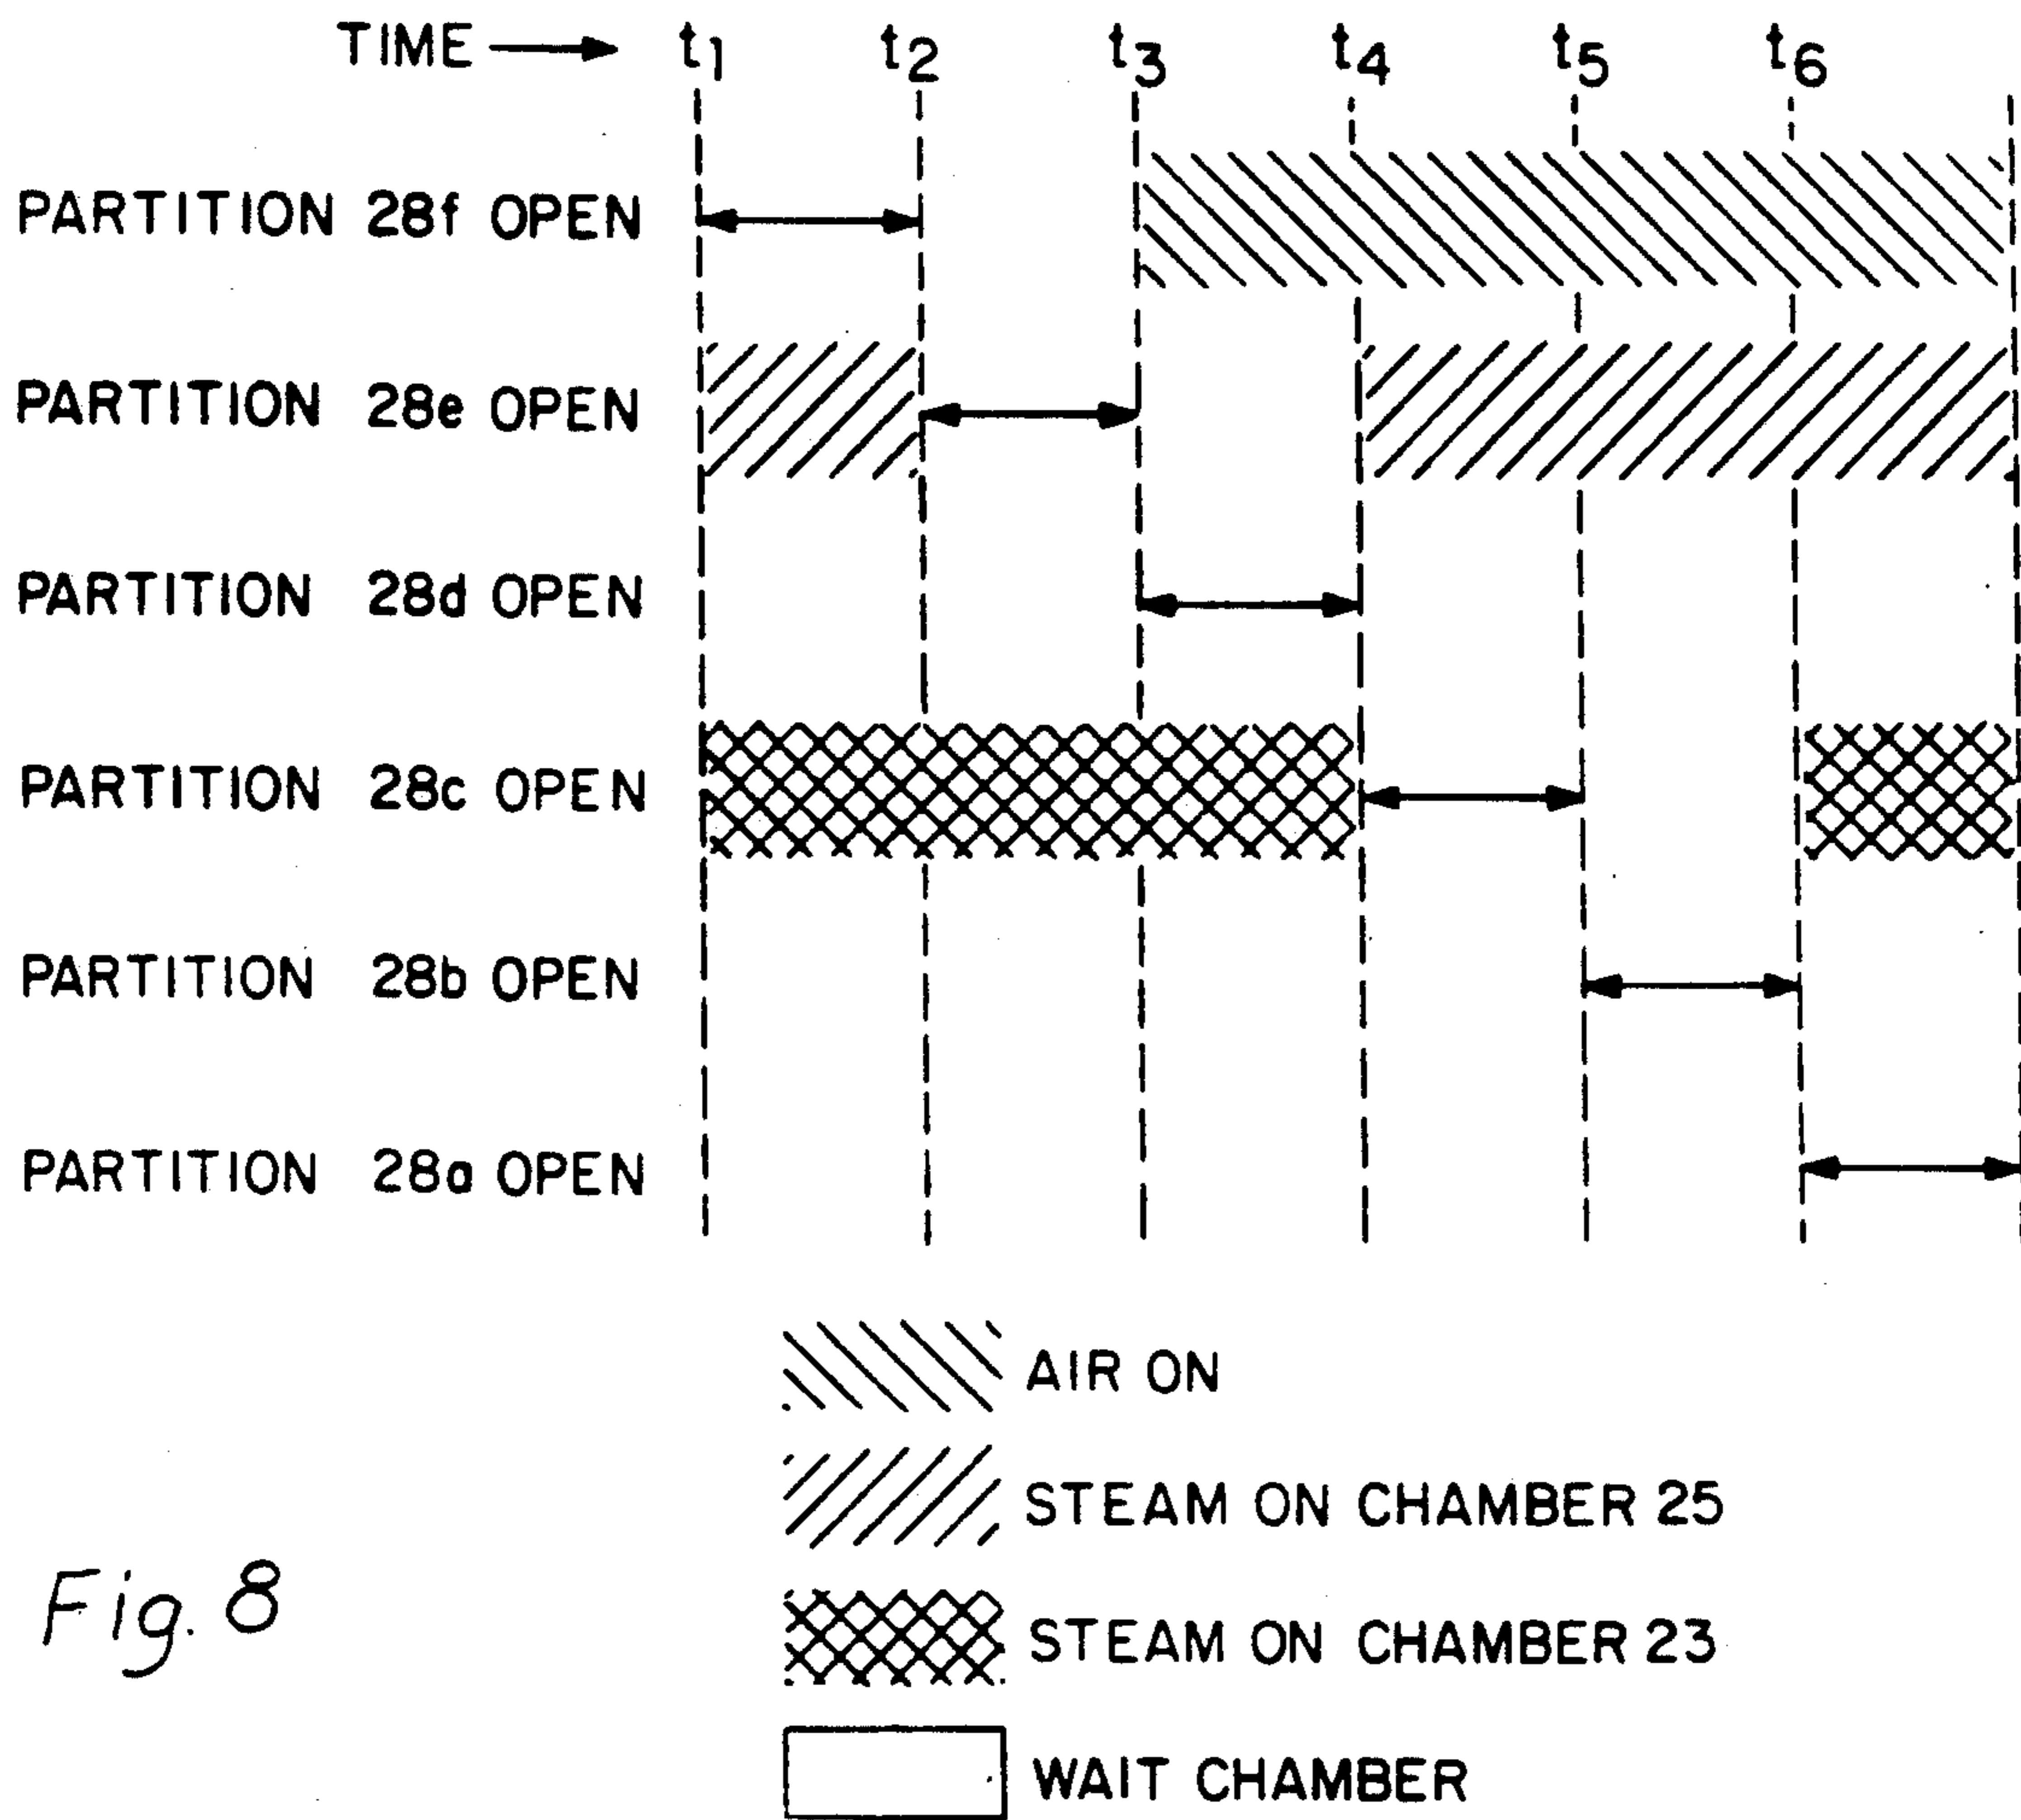 TIME t1 t2 t3 t4 t5 t6
PARTITION 28f OPEN
PARTITION 28e OPEN
PARTITION 28d OPEN
PARTITION 28c OPEN
PARTITION 28b OPEN
PARTITION 28a OPEN
AIR ON
STEAM ON CHAMBER 25
STEAM ON CHAMBER 23
WAIT CHAMBER
Fig. 8